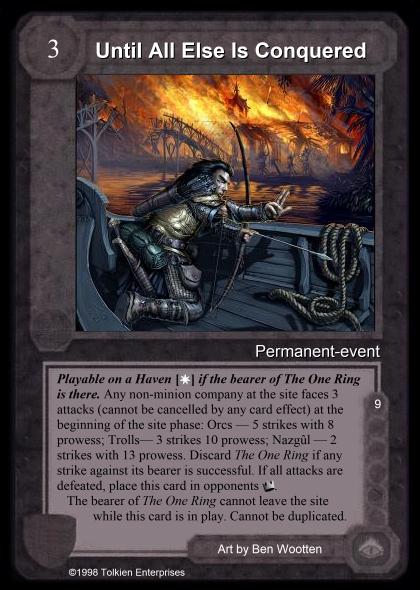 3
Until All Else Is Conquered
Permanent-event
Playable on a Haven [✷] if the bearer of The One Ring
is there. Any non-minion company at the site faces 3
attacks (cannot be cancelled by any card effect) at the
beginning of the site phase: Orcs — 5 strikes with 8
prowess; Trolls— 3 strikes 10 prowess; Nazgûl — 2
strikes with 13 prowess. Discard The One Ring if any
strike against its bearer is successful. If all attacks are
defeated, place this card in opponents
The bearer of The One Ring cannot leave the site
while this card is in play. Cannot be duplicated.
9
Art by Ben Wootten
©1998 Tolkien Enterprises